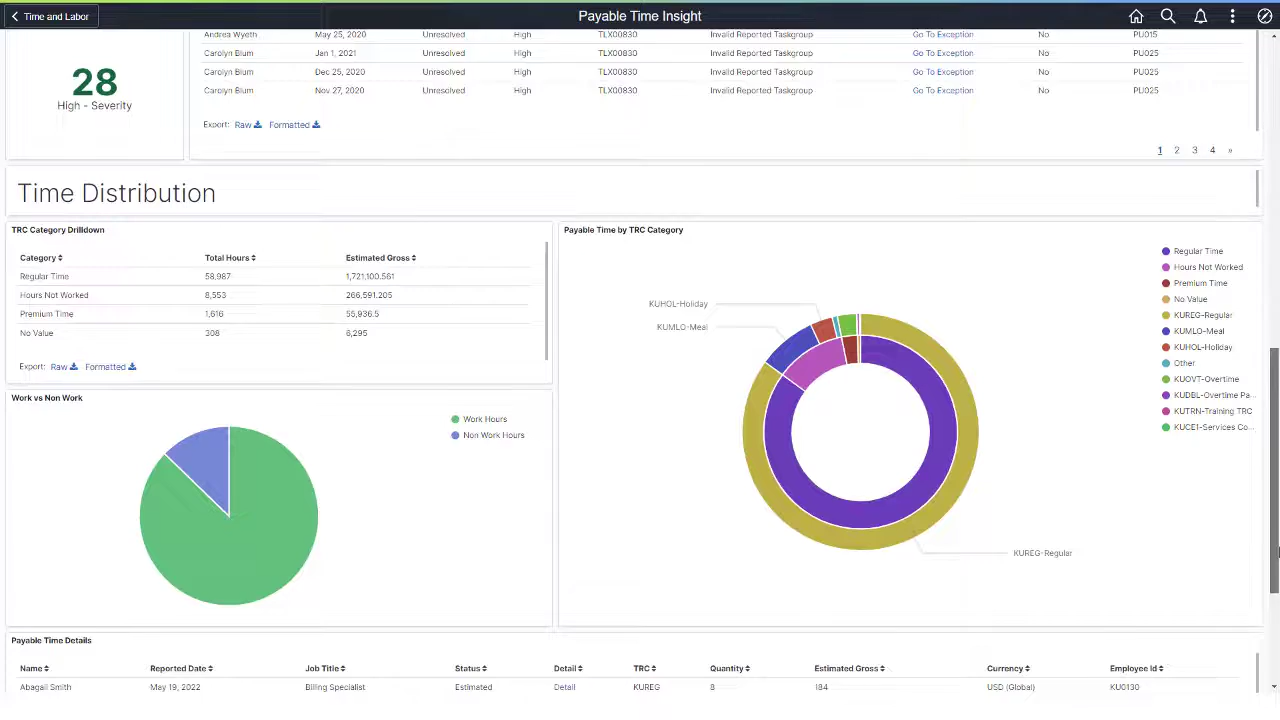 Time and Labor
Payable Time Insight
Andrea Wyeth May 25, 2020 Unresolved High TLX00830 Invalid Reported Taskgroup Go To Exception No PU015
Carolyn Blum Jan 1, 2021 Unresolved High TLX00830 Invalid Reported Taskgroup Go To Exception No PU025
Carolyn Blum Dec 25, 2020 Unresolved High TLX00830 Invalid Reported Taskgroup Go To Exception No PU025
Carolyn Blum Nov 27, 2020 Unresolved High TLX00830 Invalid Reported Taskgroup Go To Exception No PU025
28
High - Severity
Export: Raw Formatted
1 2 3 4 »
Time Distribution
TRC Category Drilldown
Category Total Hours Estimated Gross
Regular Time 58,987 1,721,100.561
Hours Not Worked 8,553 266,591.205
Premium Time 1,616 55,936.5
No Value 308 6,295
Export: Raw Formatted
Payable Time by TRC Category
KUHOL-Holiday
KUMLO-Meal
KUREG-Regular
Regular Time
Hours Not Worked
Premium Time
No Value
KUREG-Regular
KUMLO-Meal
KUHOL-Holiday
Other
KUOVT-Overtime
KUDBL-Overtime Pa...
KUTRN-Training TRC
KUCE1-Services Co...
Work vs Non Work
Work Hours
Non Work Hours
Payable Time Details
Name Reported Date Job Title Status Detail TRC Quantity Estimated Gross Currency Employee Id
Abagail Smith May 19, 2022 Billing Specialist Estimated Detail KUREG 8 184 USD (Global) KU0130